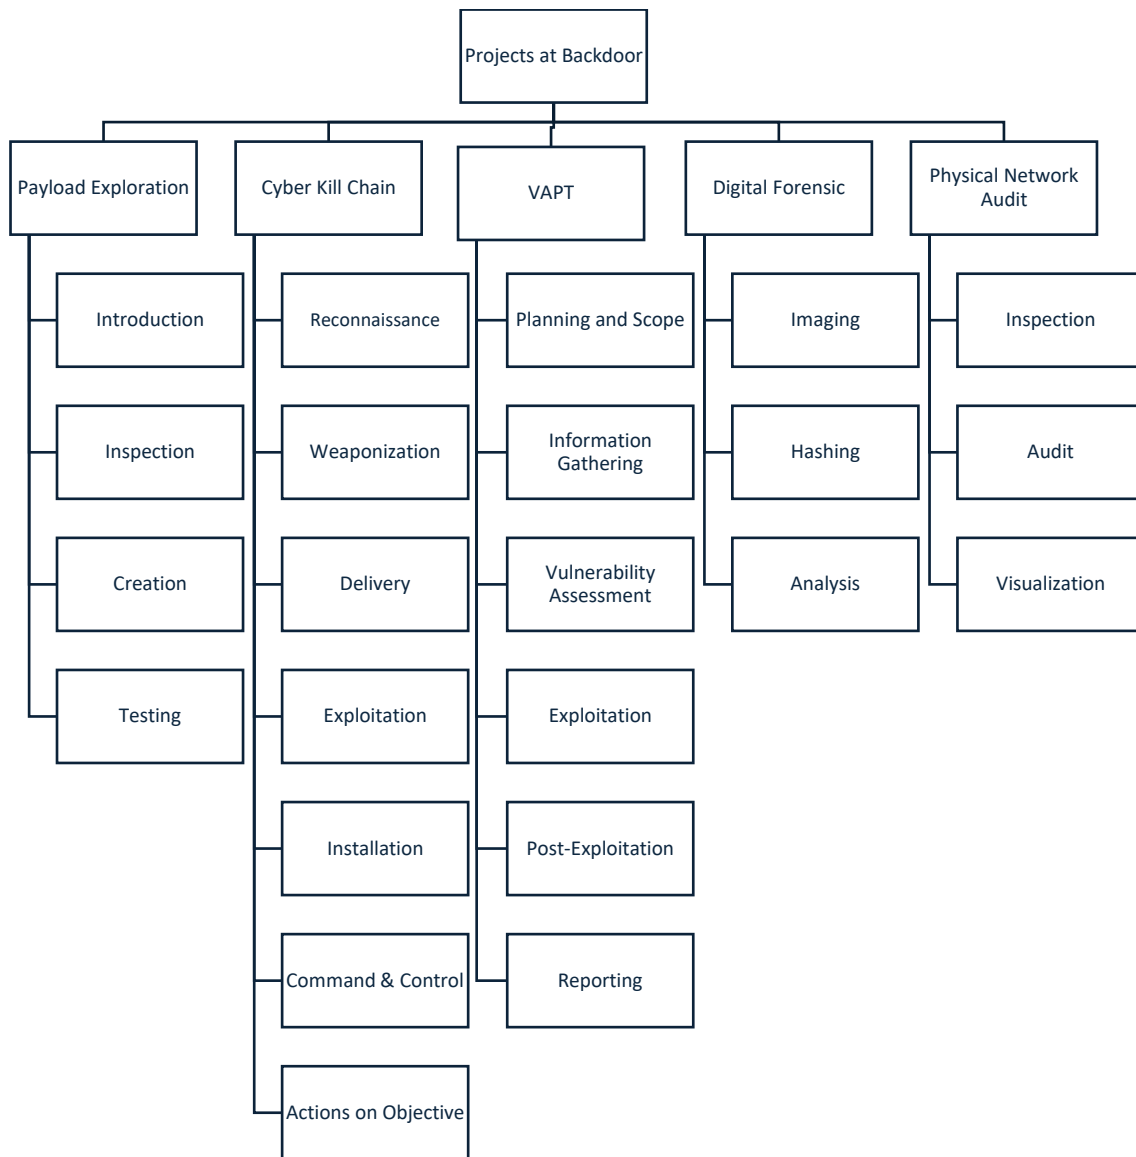 Projects at Backdoor
Payload Exploration
Cyber Kill Chain
VAPT
Digital Forensic
Physical Network
Audit
Introduction
Reconnaissance
Planning and Scope
Imaging
Inspection
Inspection
Weaponization
Information
Gathering
Hashing
Audit
Creation
Delivery
Vulnerability
Assessment
Analysis
Visualization
Testing
Exploitation
Exploitation
Installation
Post-Exploitation
Command & Control
Reporting
Actions on Objective